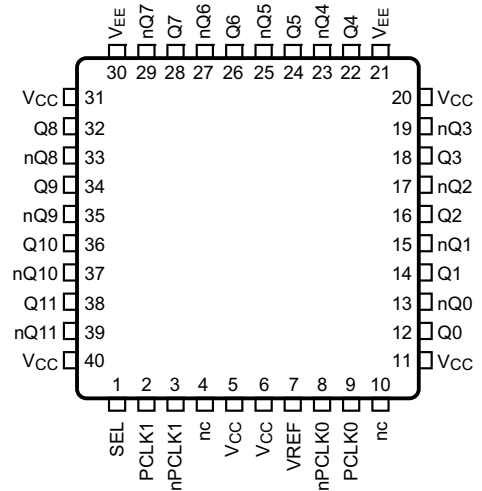 VEE nQ7 Q7 nQ6 Q6 nQ5 Q5 nQ4 Q4 VEE
30 29 28 27 26 25 24 23 22 21
VCC 31 20 VCC
Q8 32 19 nQ3
nQ8 33 18 Q3
Q9 34 17 nQ2
nQ9 35 16 Q2
Q10 36 15 nQ1
nQ10 37 14 Q1
Q11 38 13 nQ0
nQ11 39 12 Q0
VCC 40 11 VCC
1 2 3 4 5 6 7 8 9 10
SEL PCLK1 nPCLK1 nc VCC VCC VREF nPCLK0 PCLK0 nc